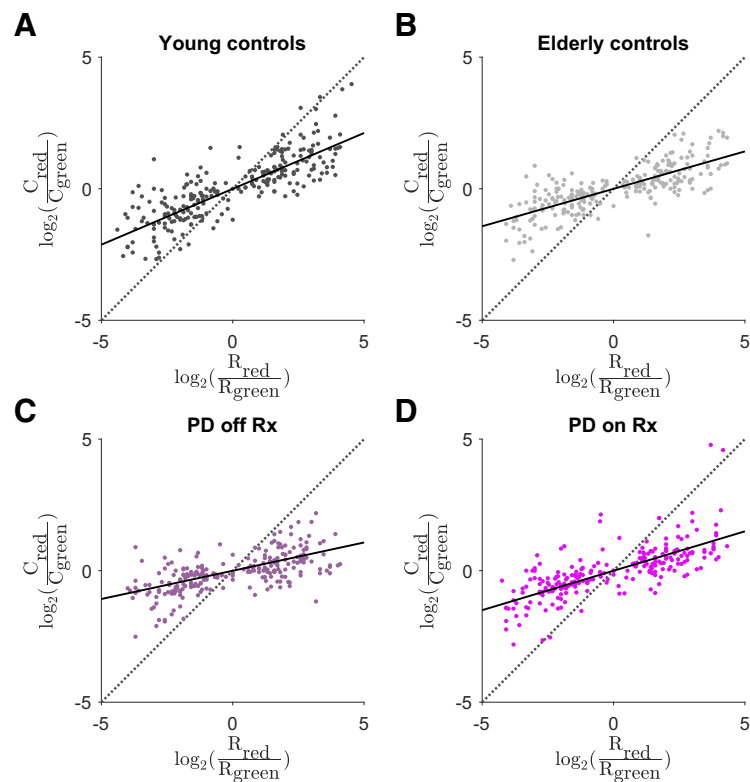 A
Young controls
5
0
-5
-5
0
5
log2(Cred/Cgreen)
log2(Rred/Rgreen)
B
Elderly controls
5
0
-5
-5
0
5
log2(Cred/Cgreen)
log2(Rred/Rgreen)
C
PD off Rx
5
0
-5
-5
0
5
log2(Cred/Cgreen)
log2(Rred/Rgreen)
D
PD on Rx
5
0
-5
-5
0
5
log2(Cred/Cgreen)
log2(Rred/Rgreen)